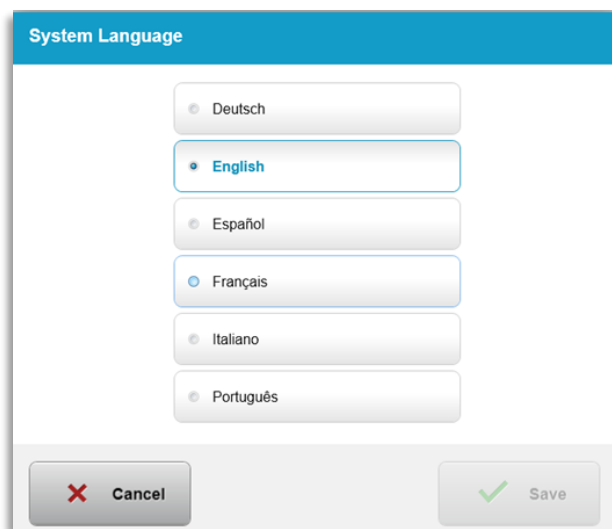 System Language
Deutsch
English
Español
Français
Italiano
Português
Cancel
Save